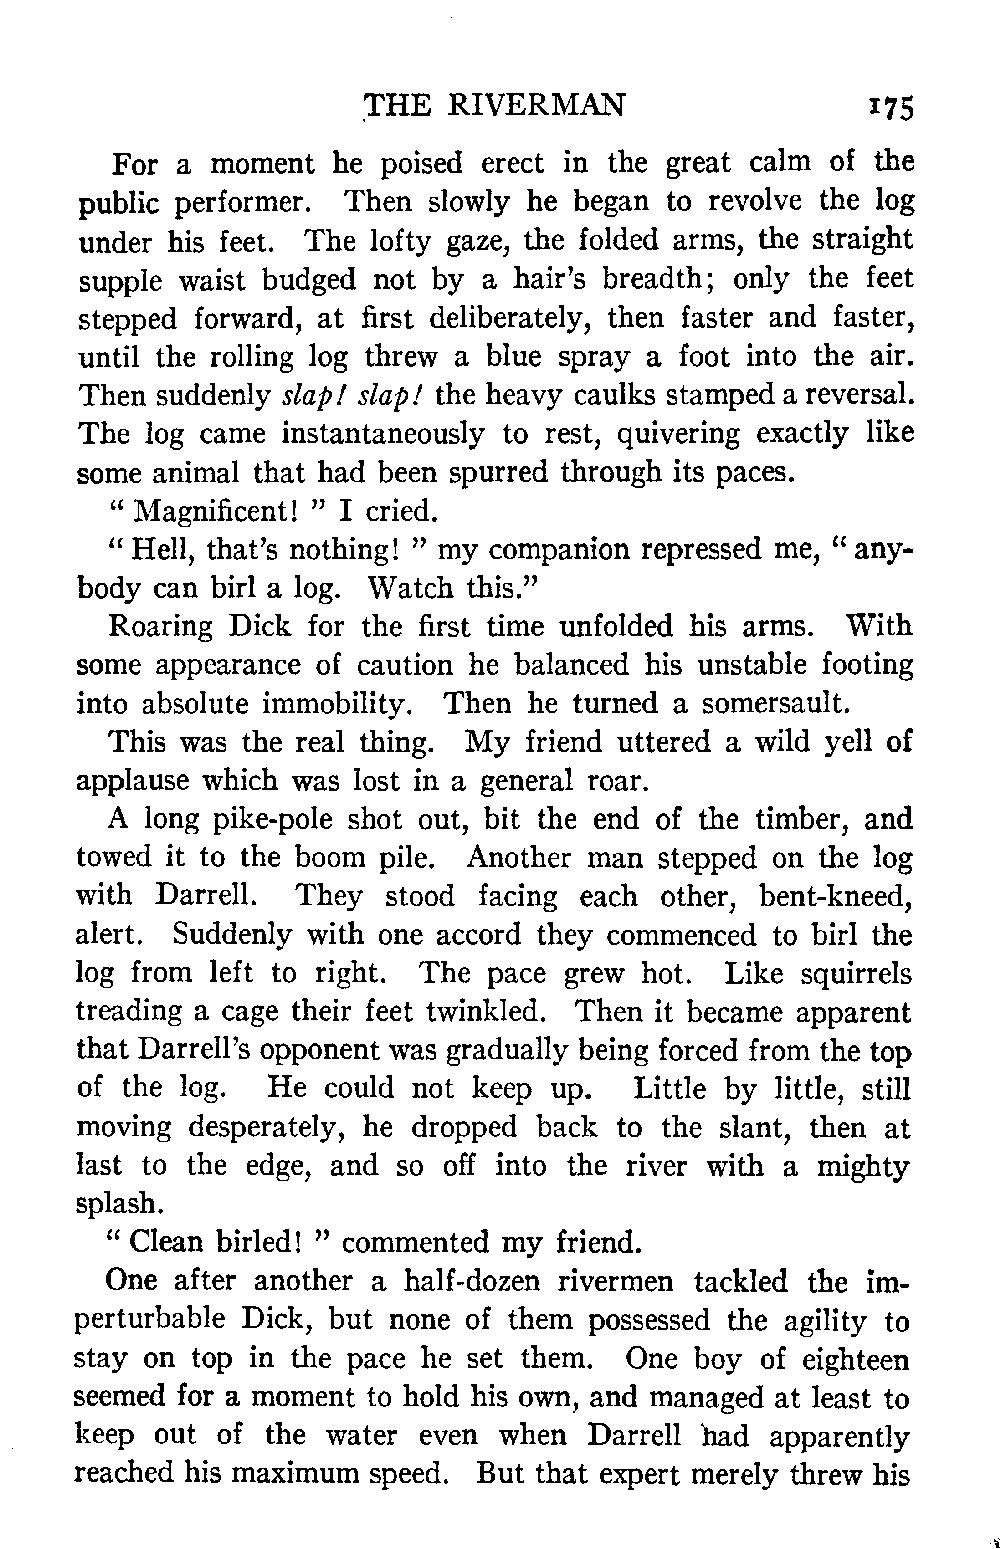 THE RIVERMAN 175
For a moment he poised erect in the great calm of the
public performer. Then slowly he began to revolve the log
under his feet. The lofty gaze, the folded arms, the straight
supple waist budged not by a hair's breadth; only the feet
stepped forward, at first deliberately, then faster and faster,
until the rolling log threw a blue spray a foot into the air.
Then suddenly slap! slap! the heavy caulks stamped a reversal.
The log came instantaneously to rest, quivering exactly like
some animal that had been spurred through its paces.
" Magnificent! " I cried.
" Hell, that's nothing! " my companion repressed me, " any-
body can birl a log. Watch this."
Roaring Dick for the first time unfolded his arms. With
some appearance of caution he balanced his unstable footing
into absolute immobility. Then he turned a somersault.
This was the real thing. My friend uttered a wild yell of
applause which was lost in a general roar.
A long pike-pole shot out, bit the end of the timber, and
towed it to the boom pile. Another man stepped on the log
with Darrell. They stood facing each other, bent-kneed,
alert. Suddenly with one accord they commenced to birl the
log from left to right. The pace grew hot. Like squirrels
treading a cage their feet twinkled. Then it became apparent
that Darrell's opponent was gradually being forced from the top
of the log. He could not keep up. Little by little, still
moving desperately, he dropped back to the slant, then at
last to the edge, and so off into the river with a mighty
splash.
" Clean birled! " commented my friend.
One after another a half-dozen rivermen tackled the im-
perturbable Dick, but none of them possessed the agility to
stay on top in the pace he set them. One boy of eighteen
seemed for a moment to hold his own, and managed at least to
keep out of the water even when Darrell had apparently
reached his maximum speed. But that expert merely threw his